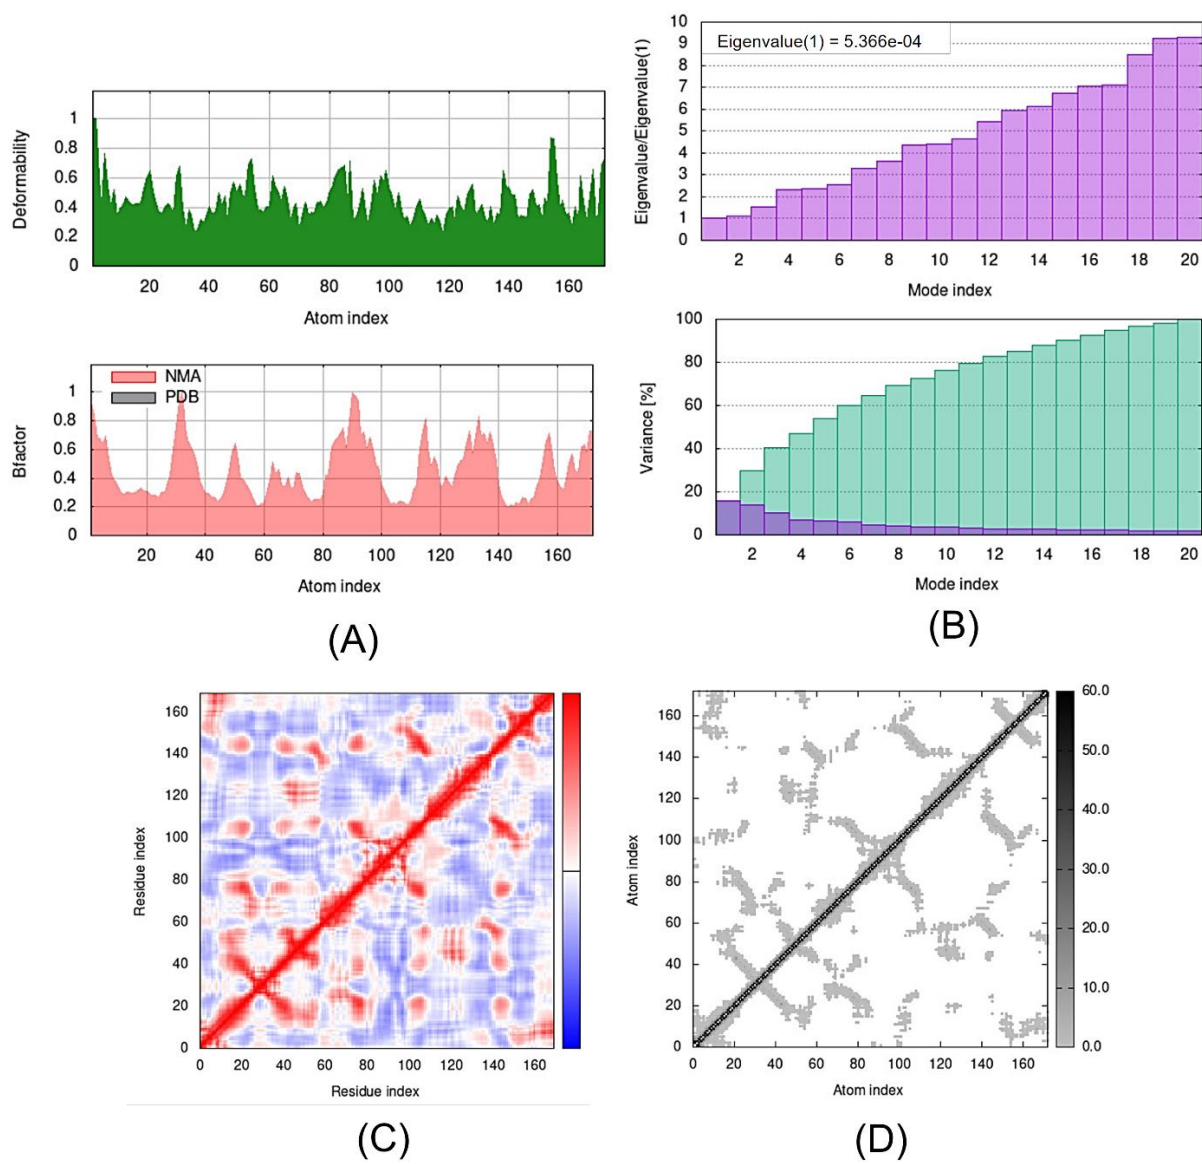 Deformability
1
0.8
0.6
0.4
0.2
0
20 40 60 80 100 120 140 160
Atom index
Bfactor
NMA
PDB
1
0.8
0.6
0.4
0.2
0
20 40 60 80 100 120 140 160
Atom index
(A)
Eigenvalue(1) = 5.366e-04
Eigenvalue/Eigenvalue(1)
10
9
8
7
6
5
4
3
2
1
0
2 4 6 8 10 12 14 16 18 20
Mode index
Variance [%]
100
80
60
40
20
0
2 4 6 8 10 12 14 16 18 20
Mode index
(B)
Residue index
160
140
120
100
80
60
40
20
0
0 20 40 60 80 100 120 140 160
Residue index
(C)
Atom index
160
140
120
100
80
60
40
20
0
0 20 40 60 80 100 120 140 160
Atom index
60.0
50.0
40.0
30.0
20.0
10.0
0.0
(D)